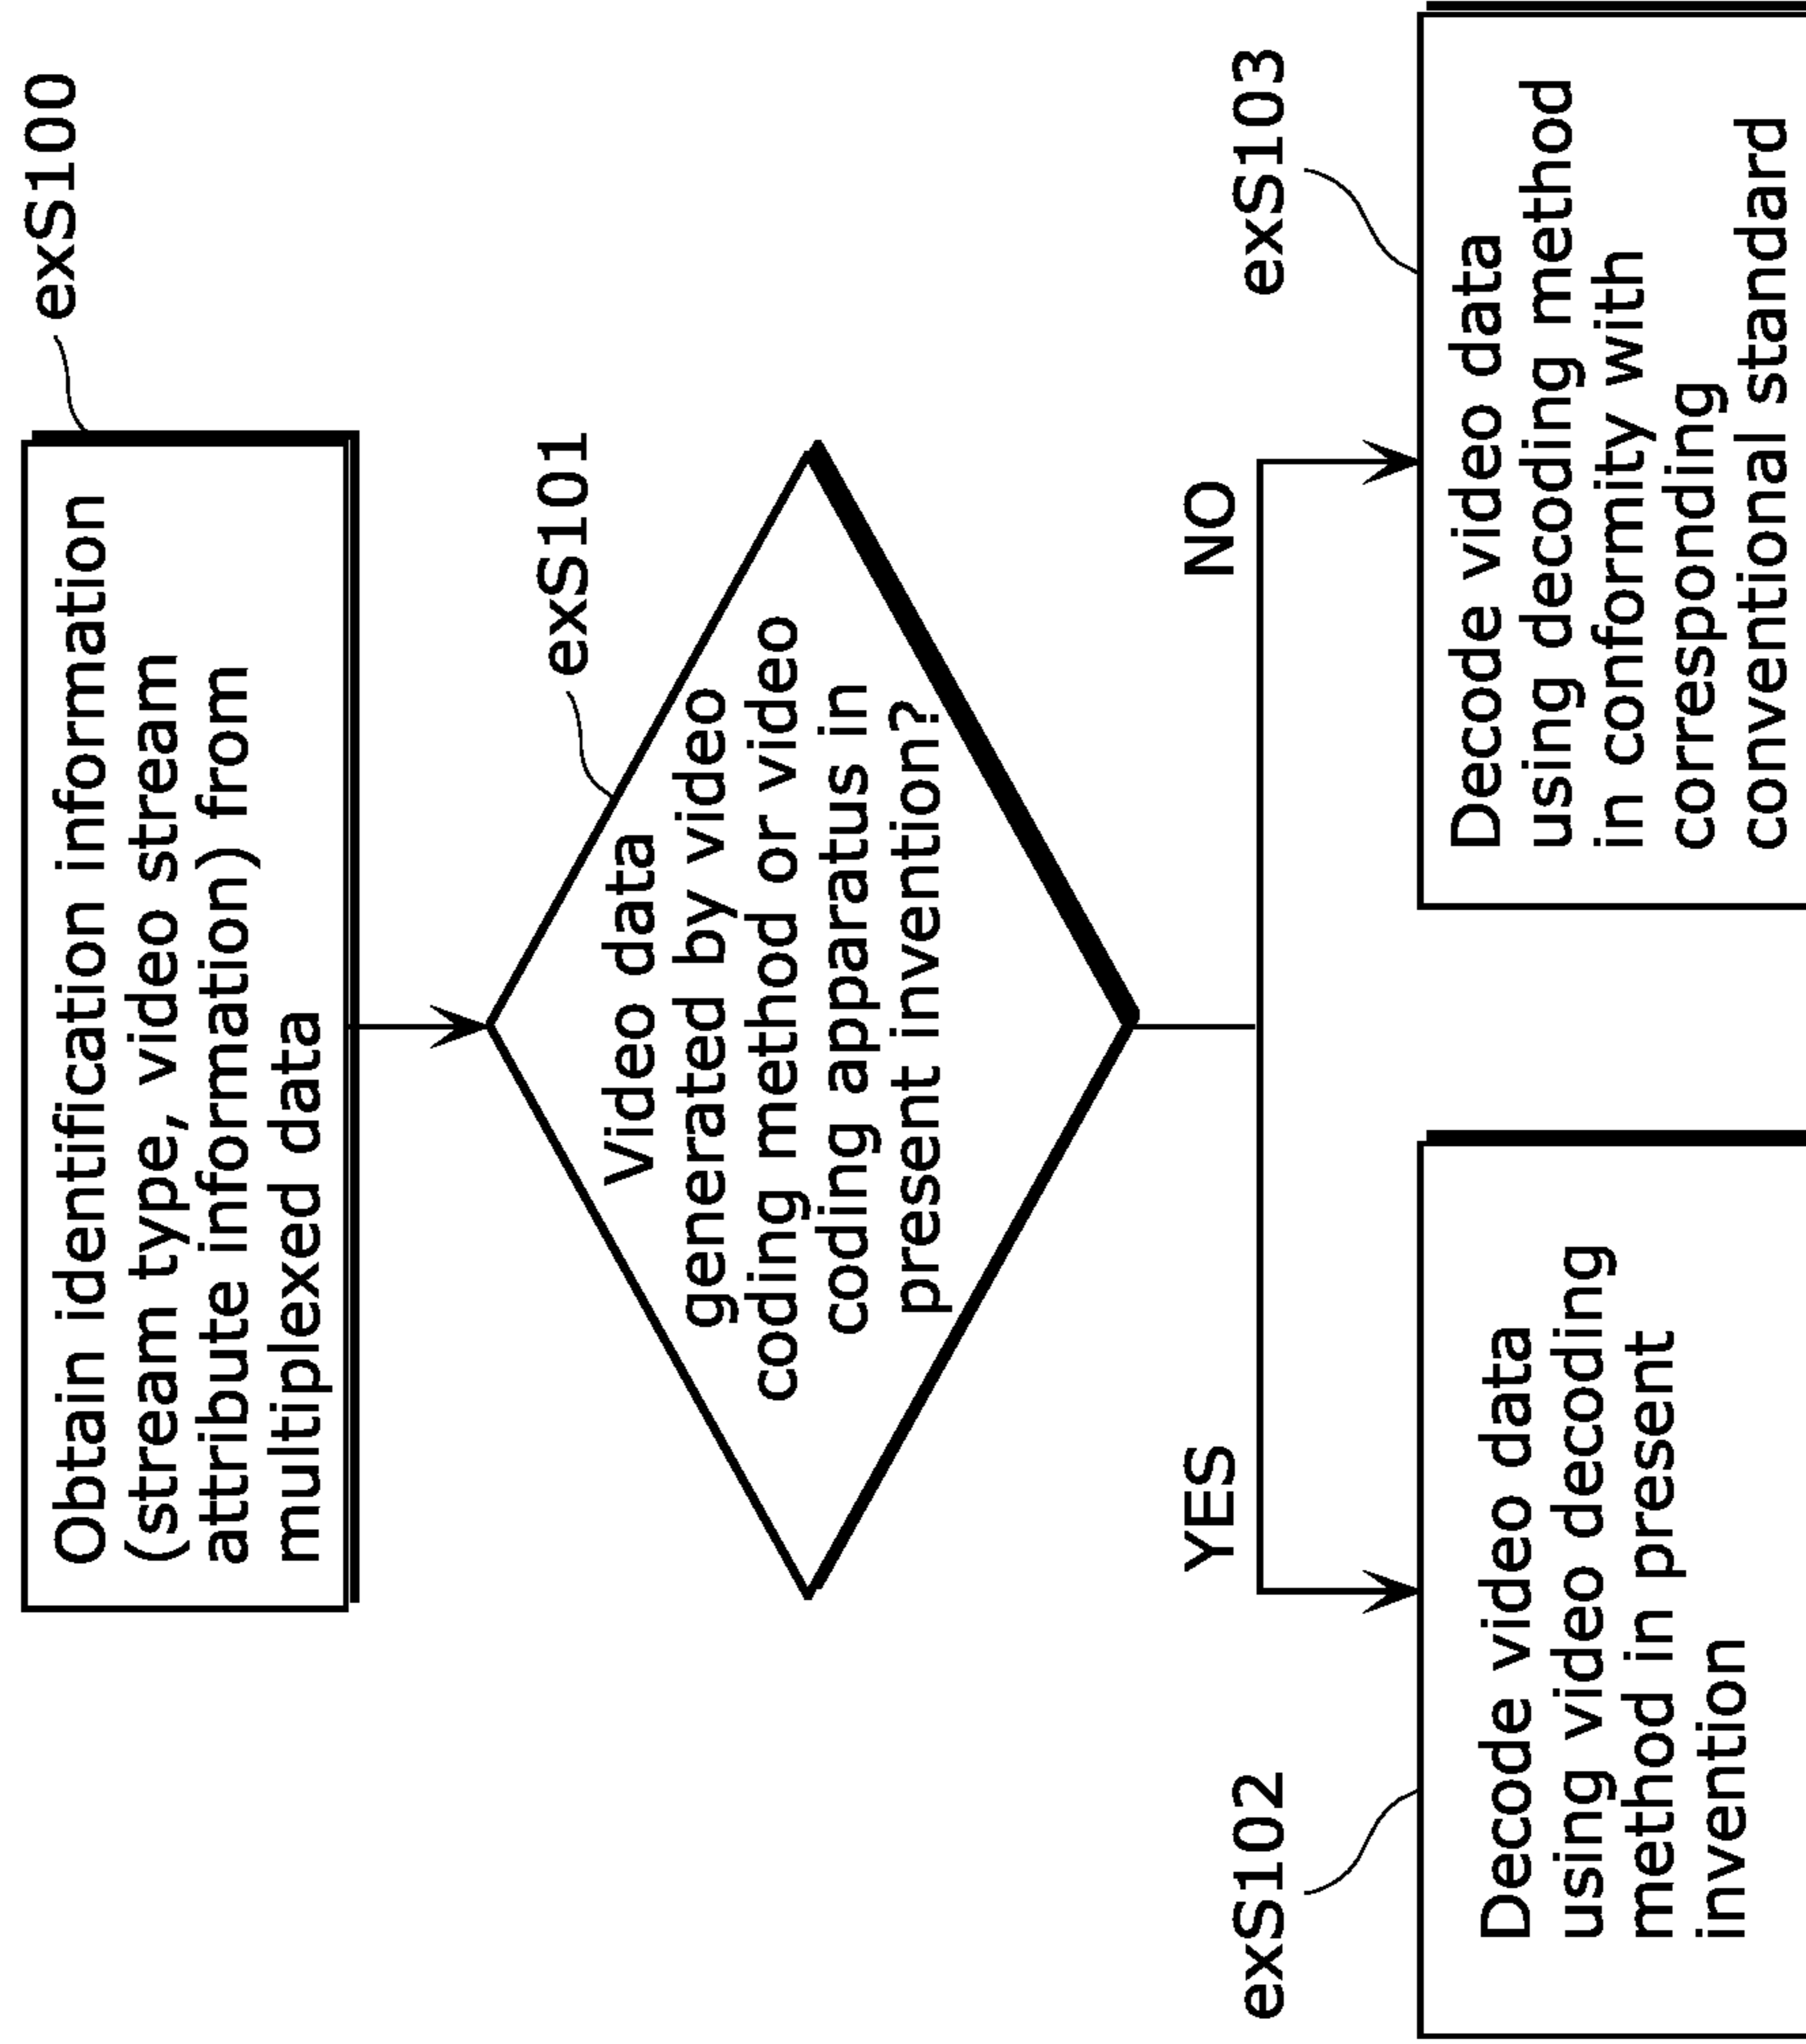 exS100
Obtain identification information
(stream type, video stream
attribute information) from
multiplexed data
exS101
Video data
generated by video
coding method or video
coding apparatus in
present invention?
YES
NO
exS102
Decode video data
using video decoding
method in present
invention
exS103
Decode video data
using decoding method
in conformity with
corresponding
conventional standard